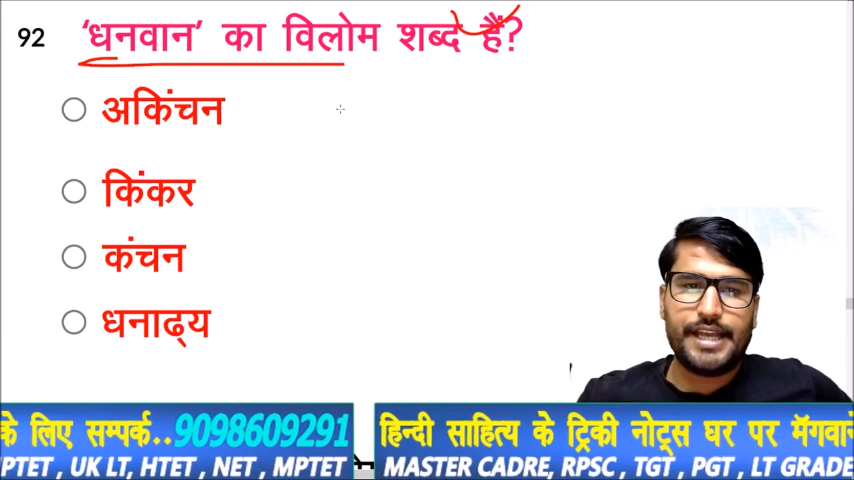 92 'धनवान' का विलोम शब्द हैं?
अकिंचन
किंकर
कंचन
धनाढ्य
के लिए सम्पर्क..9098609291 हिन्दी साहित्य के ट्रिकी नोट्स घर पर मॅगवाने
PTET , UK LT, HTET , NET , MPTET MASTER CADRE, RPSC , TGT , PGT , LT GRADE